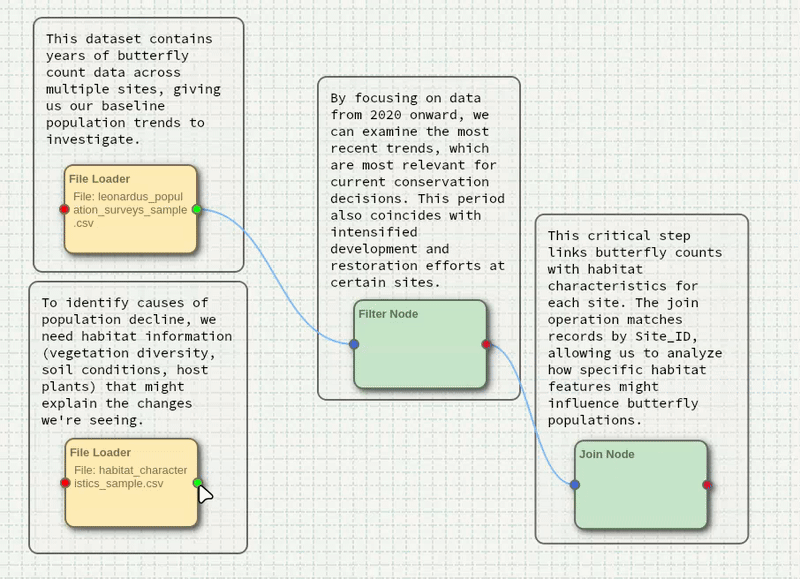 This dataset contains
years of butterfly
count data across
multiple sites, giving
us our baseline
population trends to
investigate.
File Loader
File: leonardus_popul
ation_surveys_sample
.csv
To identify causes of
population decline, we
need habitat information
(vegetation diversity,
soil conditions, host
plants) that might
explain the changes
we're seeing.
File Loader
File: habitat_character
istics_sample.csv
By focusing on data
from 2020 onward, we
can examine the most
recent trends, which
are most relevant for
current conservation
decisions. This period
also coincides with
intensified
development and
restoration efforts at
certain sites.
Filter Node
This critical step
links butterfly counts
with habitat
characteristics for
each site. The join
operation matches
records by Site_ID,
allowing us to analyze
how specific habitat
features might
influence butterfly
populations.
Join Node